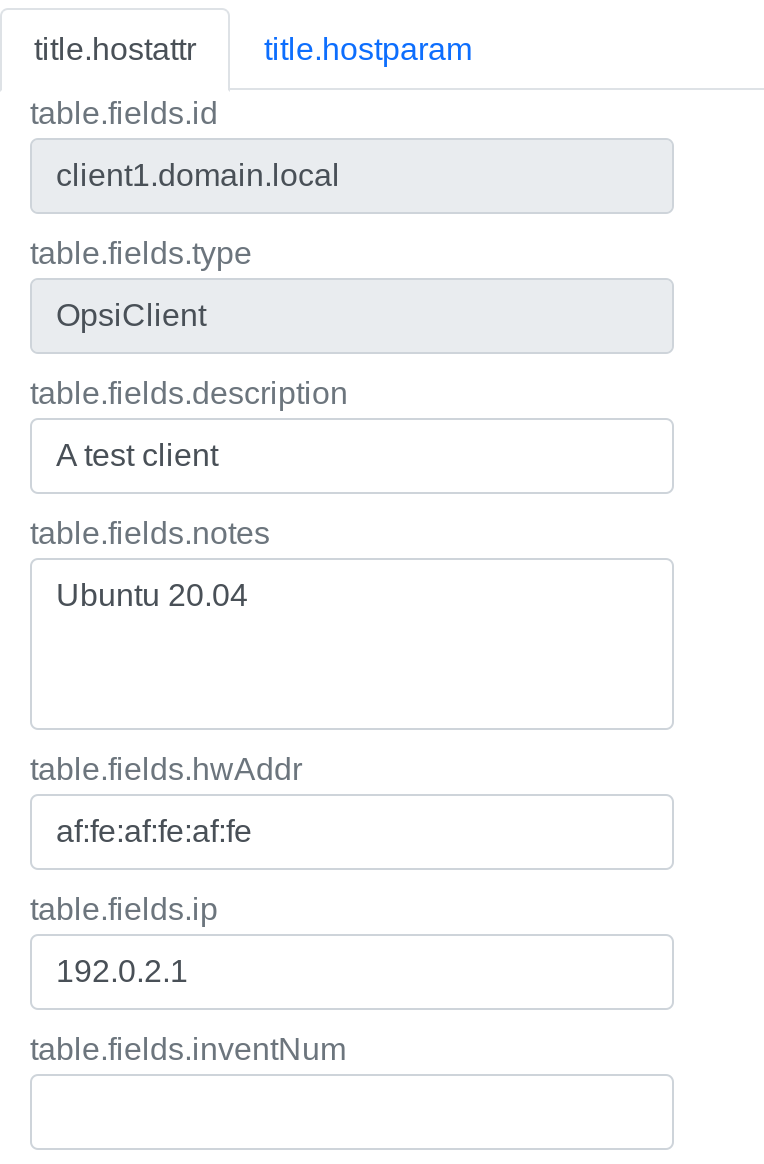 title.hostattr title.hostparam
table.fields.id
client1.domain.local
table.fields.type
OpsiClient
table.fields.description
A test client
table.fields.notes
Ubuntu 20.04
table.fields.hwAddr
af:fe:af:fe:af:fe
table.fields.ip
192.0.2.1
table.fields.inventNum